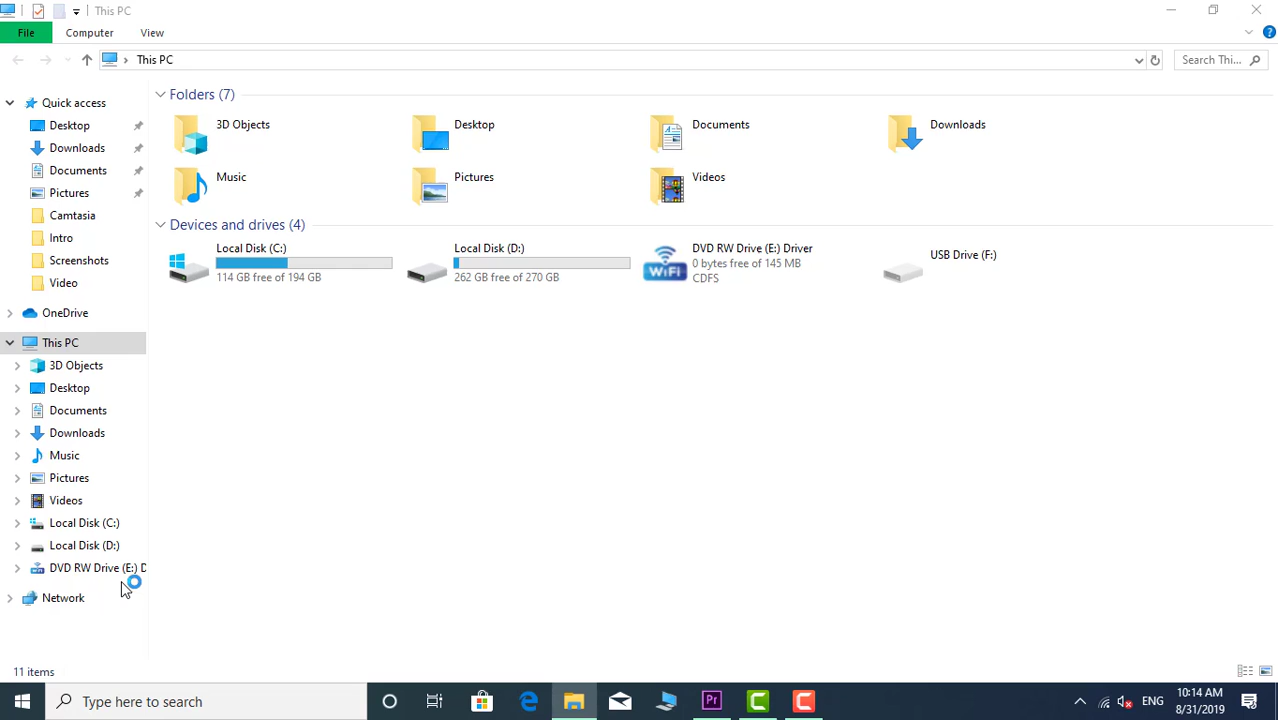 This PC
File
Computer
View
This PC
Search Thi...
Quick access
Desktop
Downloads
Documents
Pictures
Camtasia
Intro
Screenshots
Video
OneDrive
This PC
3D Objects
Desktop
Documents
Downloads
Music
Pictures
Videos
Local Disk (C:)
Local Disk (D:)
DVD RW Drive (E:) D
Network
Folders (7)
3D Objects
Desktop
Documents
Downloads
Music
Pictures
Videos
Devices and drives (4)
Local Disk (C:)
114 GB free of 194 GB
Local Disk (D:)
262 GB free of 270 GB
DVD RW Drive (E:) Driver
0 bytes free of 145 MB
CDFS
WiFi
USB Drive (F:)
11 items
Type here to search
Pr
ENG
10:14 AM
8/31/2019